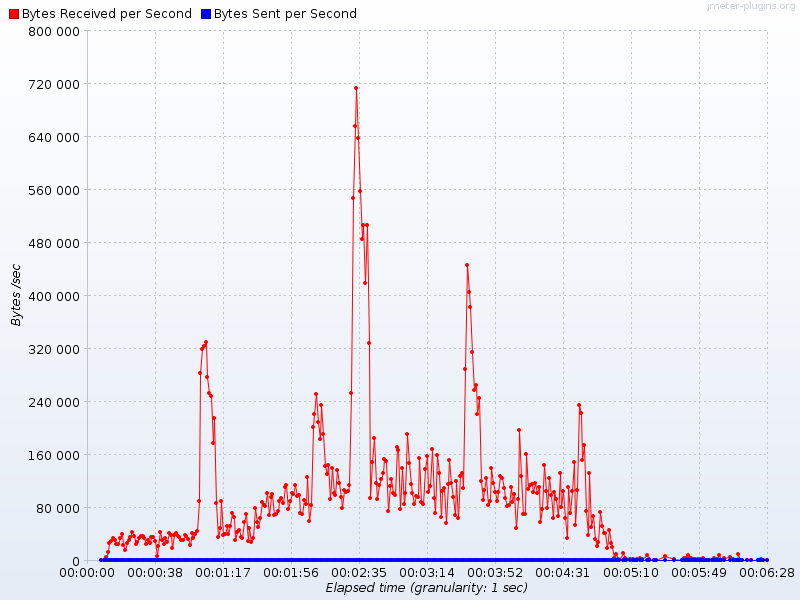 Bytes Received per Second Bytes Sent per Second
jmeter-plugins.org
800 000
720 000
640 000
560 000
480 000
400 000
320 000
240 000
160 000
80 000
0
Bytes /sec
00:00:00 00:00:38 00:01:17 00:01:56 00:02:35 00:03:14 00:03:52 00:04:31 00:05:10 00:05:49 00:06:28
Elapsed time (granularity: 1 sec)